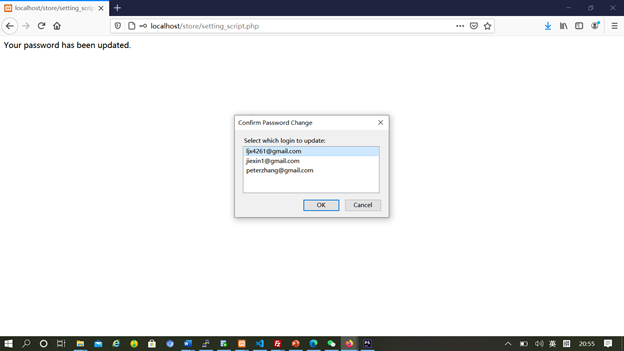 localhost/store/setting_scrip
localhost/store/setting_script.php
Your password has been updated.
Confirm Password Change
Select which login to update:
ljx4261@gmail.com
jiexin1@gmail.com
peterzhang@gmail.com
OK
Cancel
英
20:55